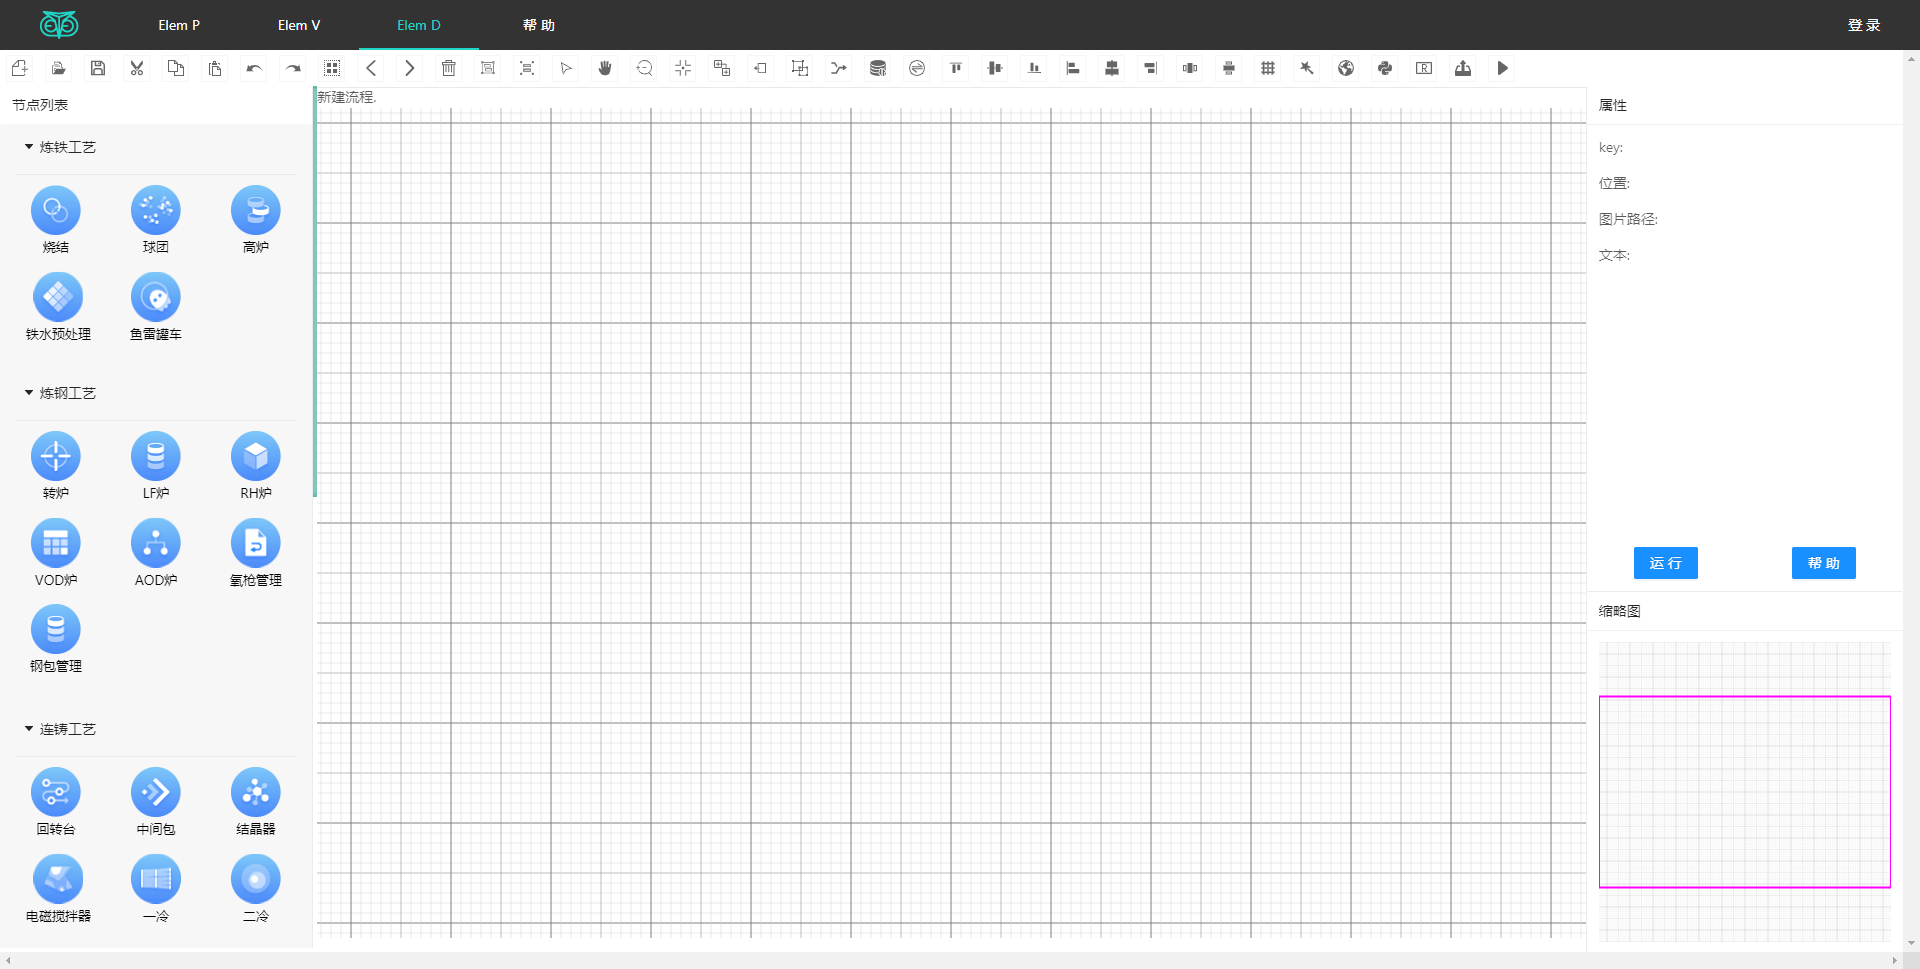 Elem P
Elem V
Elem D
帮 助
登 录
节点列表
新建流程.
属性
炼铁工艺
烧结
球团
高炉
铁水预处理
鱼雷罐车
炼钢工艺
转炉
LF炉
RH炉
VOD炉
AOD炉
氧枪管理
钢包管理
连铸工艺
回转台
中间包
结晶器
电磁搅拌器
一冷
二冷
key:
位置:
图片路径:
文本:
运 行
帮 助
缩略图